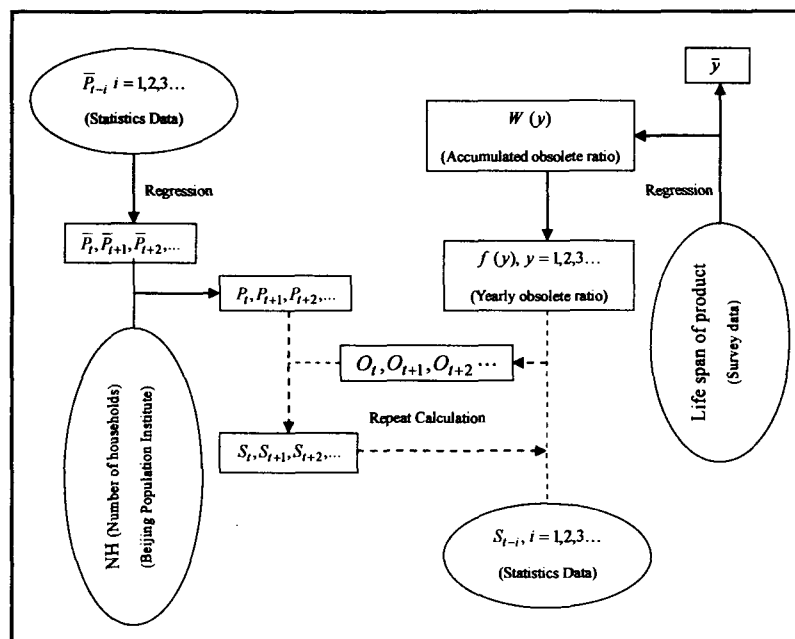 P̅ₜ₋ᵢ i = 1,2,3…
(Statistics Data)
Regression
P̅ₜ, P̅ₜ₊₁, P̅ₜ₊₂,…
Pₜ, Pₜ₊₁, Pₜ₊₂,…
NH (Number of households)
(Beijing Population Institute)
Sₜ, Sₜ₊₁, Sₜ₊₂,…
Oₜ, Oₜ₊₁, Oₜ₊₂ …
Repeat Calculation
y̅
W (y)
(Accumulated obsolete ratio)
Regression
f (y), y = 1,2,3…
(Yearly obsolete ratio)
Life span of product
(Survey data)
Sₜ₋ᵢ, i = 1,2,3…
(Statistics Data)